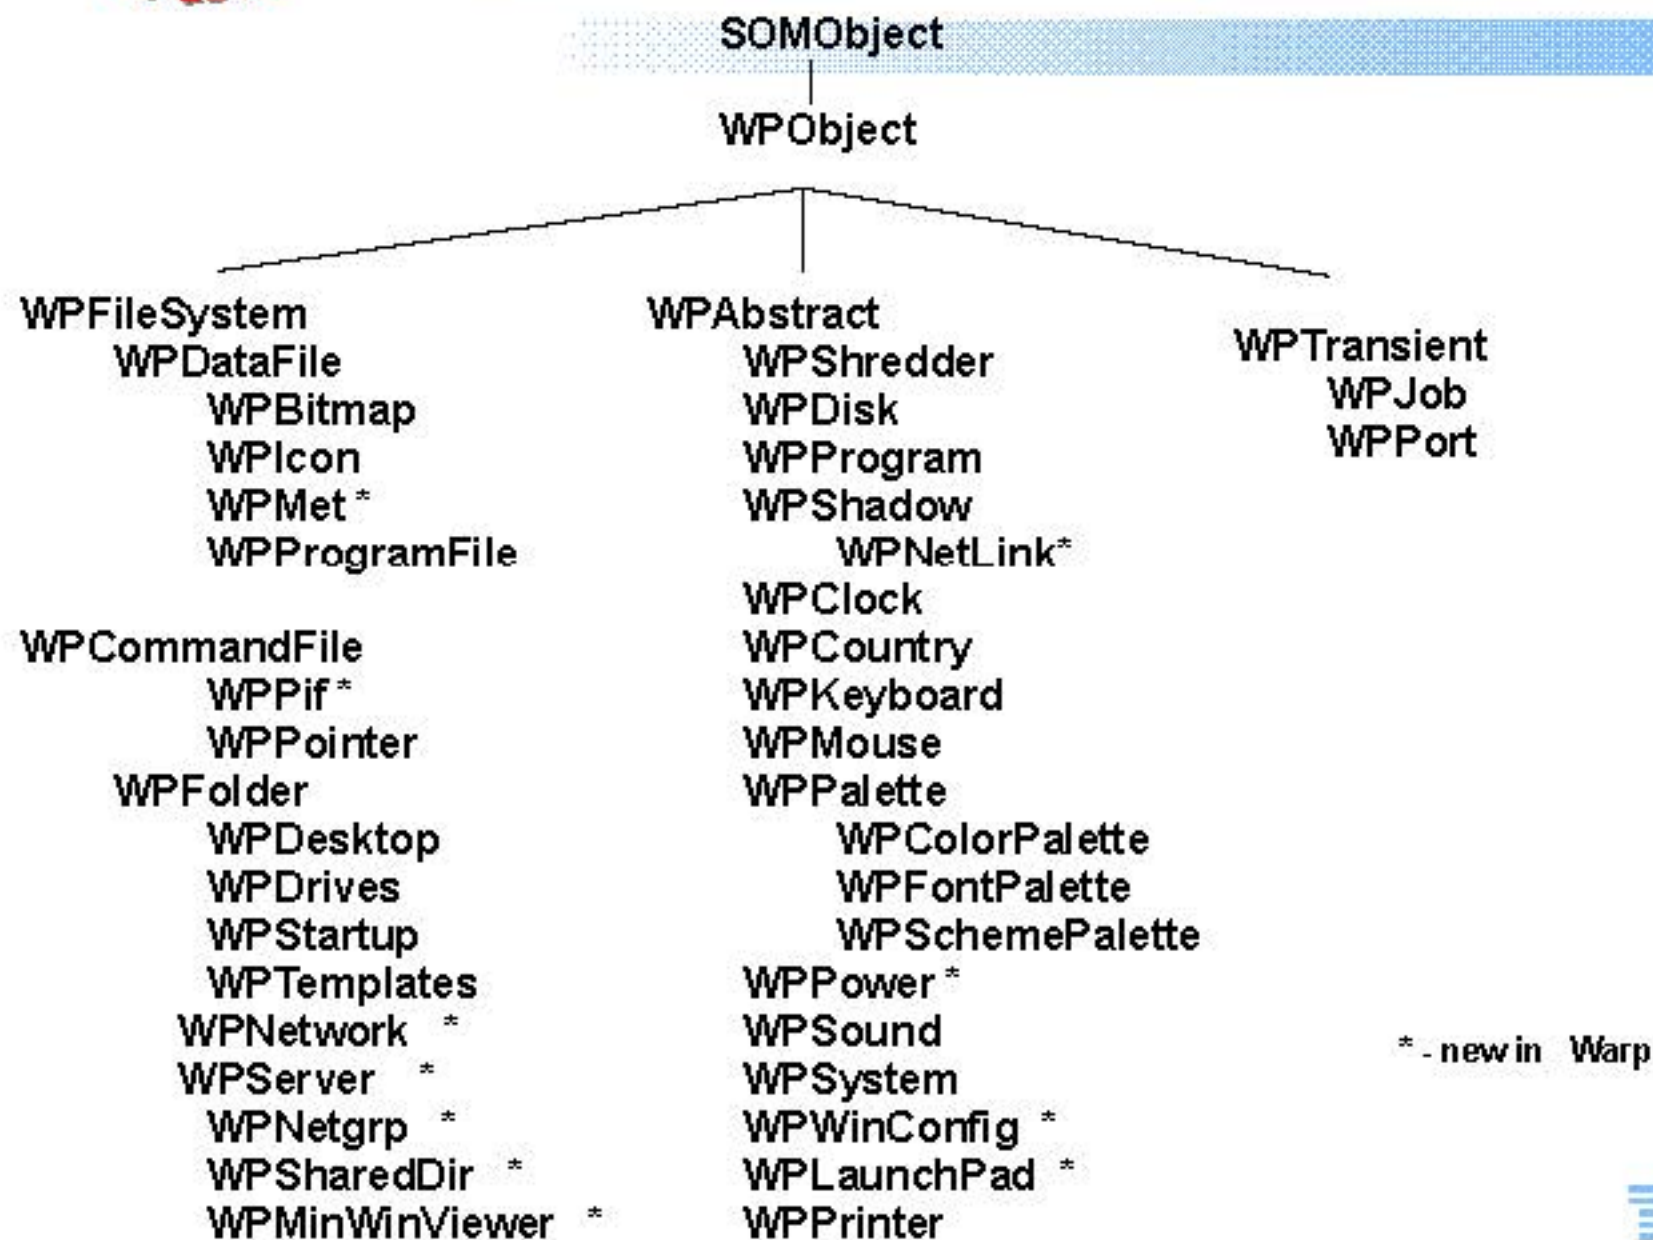 SOMObject
WPObject
WPFileSystem
WPDataFile
WPBitmap
WPIcon
WPMet *
WPProgramFile
WPCommandFile
WPPif *
WPPointer
WPFolder
WPDesktop
WPDrives
WPStartup
WPTemplates
WPNetwork *
WPServer *
WPNetgrp *
WPSharedDir *
WPMinWinViewer *
WPAbstract
WPShredder
WPDisk
WPProgram
WPShadow
WPNetLink*
WPClock
WPCountry
WPKeyboard
WPMouse
WPPalette
WPColorPalette
WPFontPalette
WPSchemePalette
WPPower *
WPSound
WPSystem
WPWinConfig *
WPLaunchPad *
WPPrinter
WPTransient
WPJob
WPPort
* - new in Warp